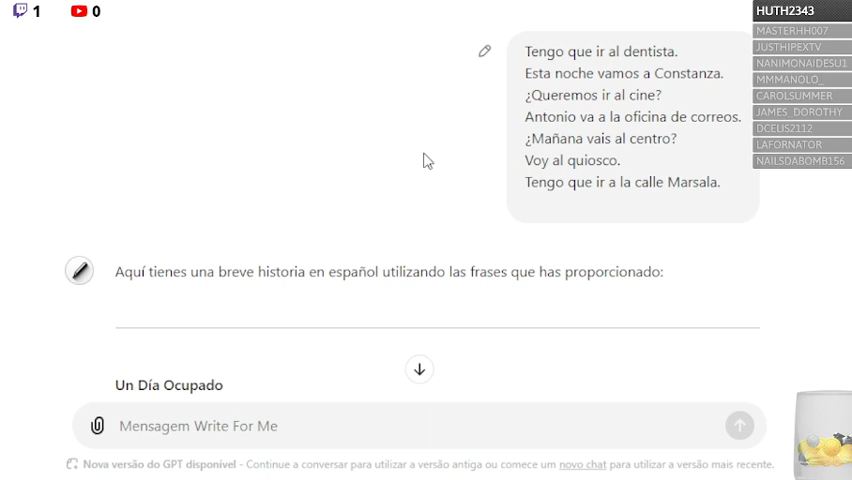 1 0
HUTH2343
MASTERHH007
JUSTHIPEXTV
NANIMONAIDESU1
MMMANOLO_
CAROLSUMMER
JAMES_DOROTHY
DCELIS2112
LAFORNATOR
NAILSDABOMB156
Tengo que ir al dentista.
Esta noche vamos a Constanza.
¿Queremos ir al cine?
Antonio va a la oficina de correos.
¿Mañana vais al centro?
Voy al quiosco.
Tengo que ir a la calle Marsala.
Aquí tienes una breve historia en español utilizando las frases que has proporcionado:
Un Día Ocupado
Mensagem Write For Me
Nova versão do GPT disponível - Continue a conversar para utilizar a versão antiga ou comece um novo chat para utilizar a versão mais recente.